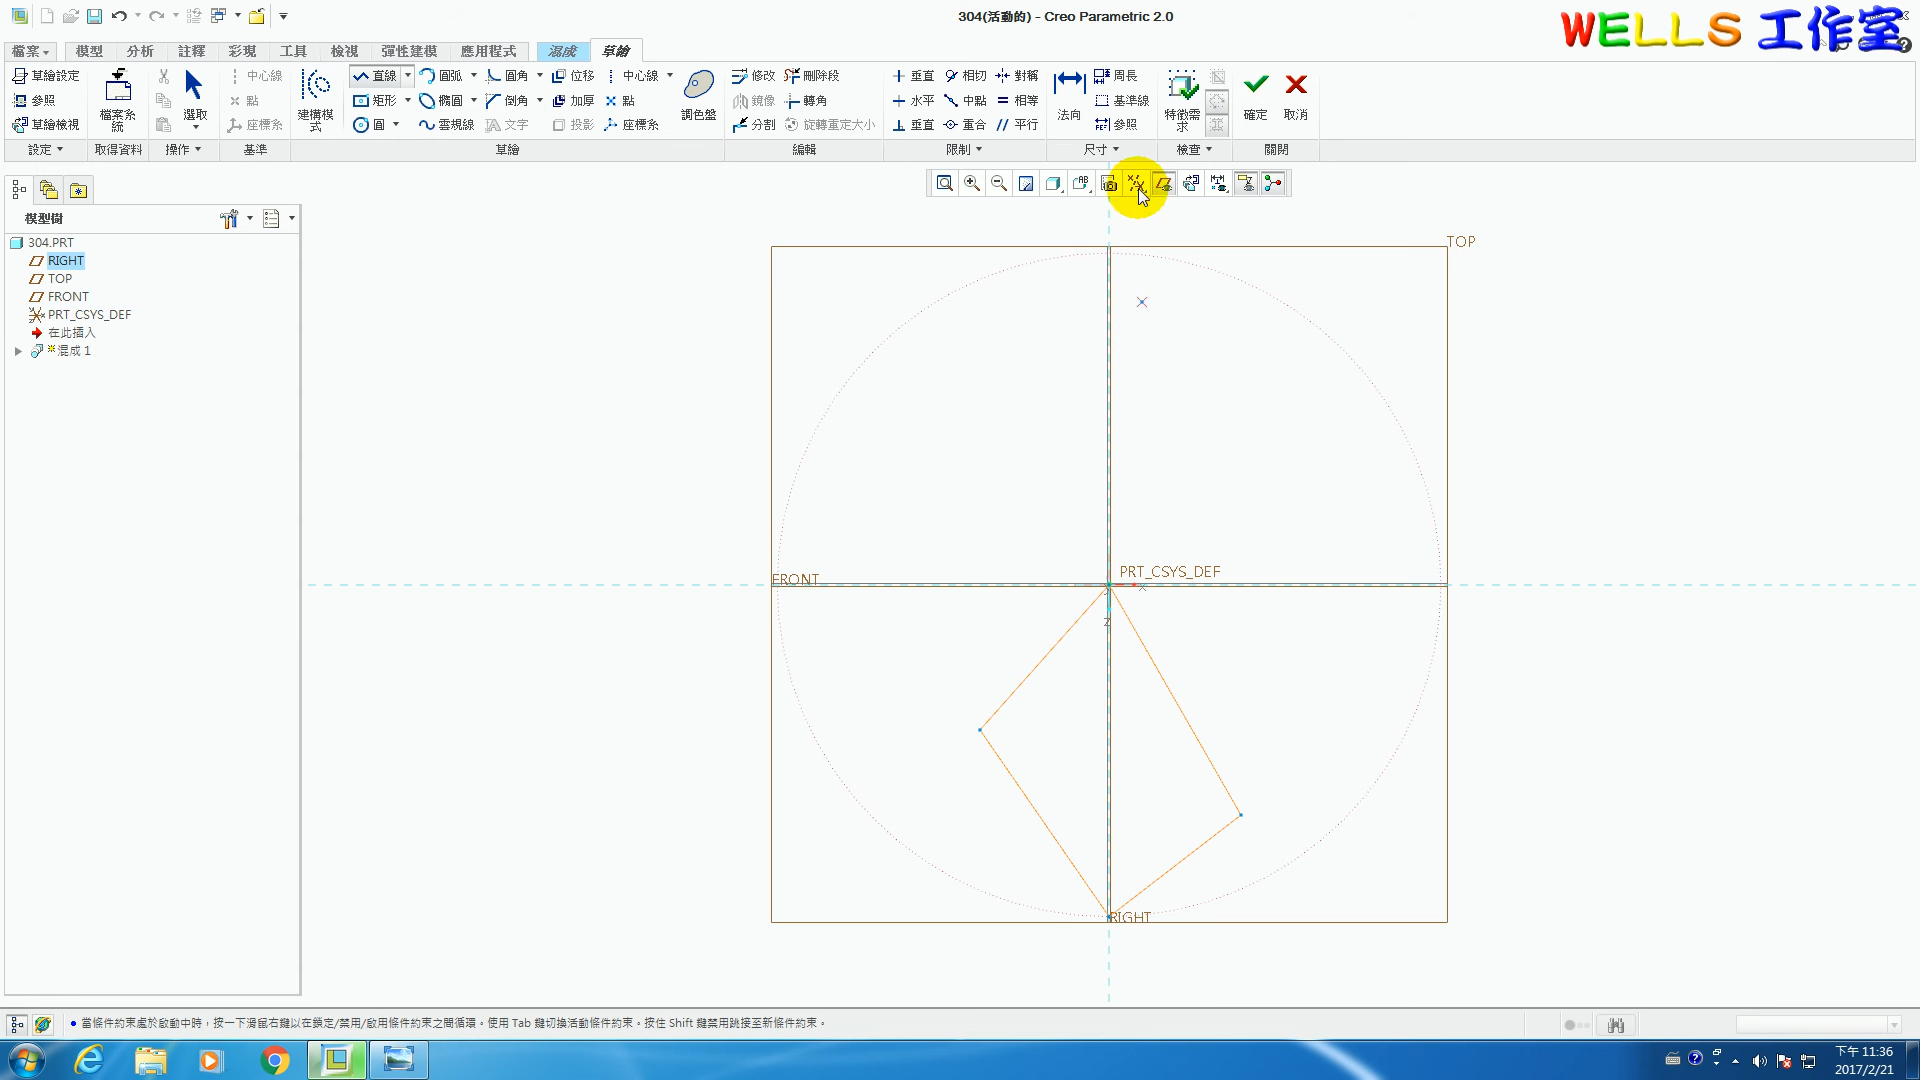 304(活動的) - Creo Parametric 2.0
WELLS 工作室
檔案 模型 分析 註釋 彩現 工具 檢視 彈性建模 應用程式 混成 草繪
草繪設定 中心線 直線 圓弧 圓角 位移 中心線 修改 刪除段 垂直 相切 對稱 周長
參照 點 矩形 橢圓 倒角 加厚 點 鏡像 轉角 水平 中點 相等 基準線
草繪檢視 座標系 圓 雲規線 文字 投影 座標系 分割 旋轉重定大小 垂直 重合 平行 參照
檔案系統 選取 建構模式 調色盤 法向 特徵需求 確定 取消
設定 取得資料 操作 基準 草繪 編輯 限制 尺寸 檢查 關閉
模型樹
304.PRT
RIGHT
TOP
FRONT
PRT_CSYS_DEF
在此插入
混成 1
TOP
FRONT
PRT_CSYS_DEF
X
Z
RIGHT
當條件約束處於啟動中時，按一下滑鼠右鍵以在鎖定/禁用/啟用條件約束之間循環。使用 Tab 鍵切換活動條件約束。按住 Shift 鍵禁用跳接至新條件約束。
下午 11:36
2017/2/21